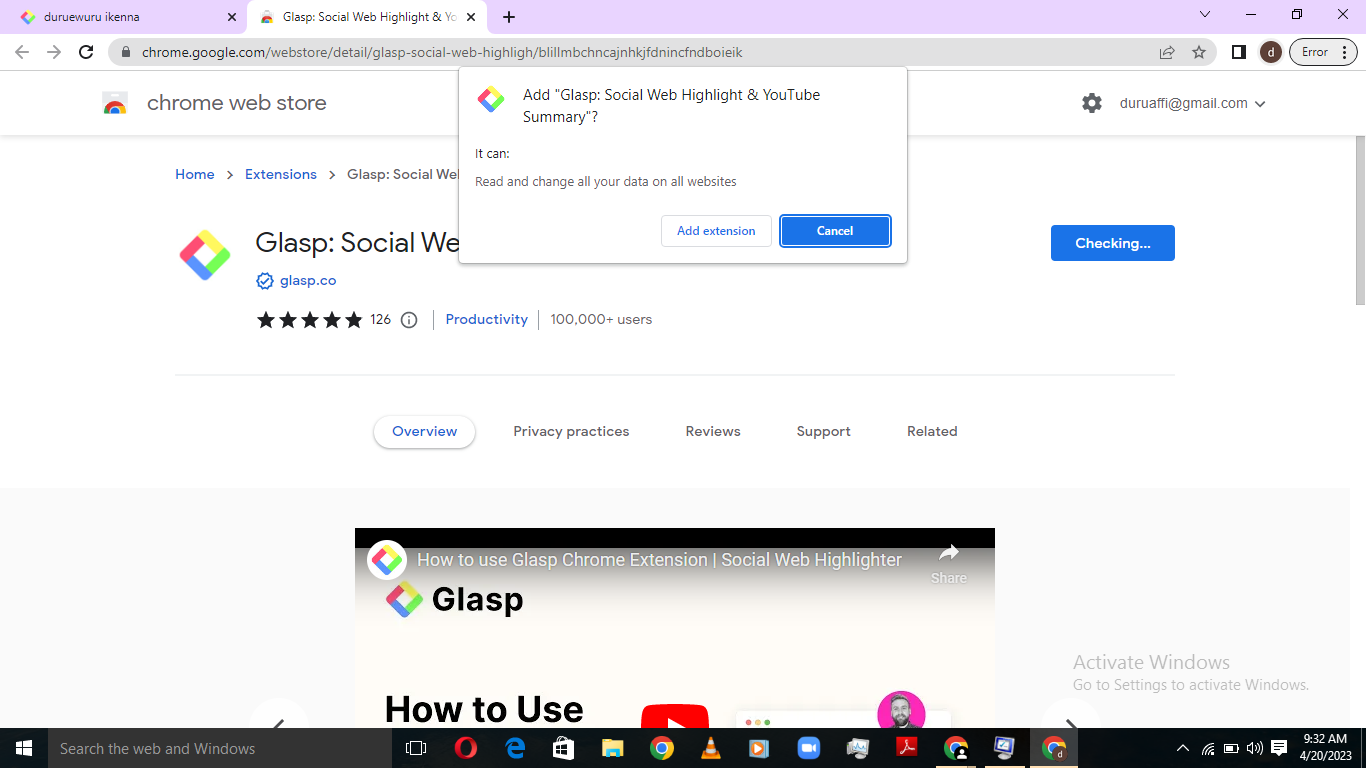 duruewuru ikenna
Glasp: Social Web Highlight & Yo
chrome.google.com/webstore/detail/glasp-social-web-highligh/blillmbchncajnhkjfdnincfndboieik
d
Error
chrome web store
duruaffi@gmail.com
Add "Glasp: Social Web Highlight & YouTube
Summary"?
It can:
Read and change all your data on all websites
Add extension
Cancel
Home
Extensions
Glasp: Social We
Glasp: Social We
Checking...
glasp.co
126
Productivity
100,000+ users
Overview
Privacy practices
Reviews
Support
Related
How to use Glasp Chrome Extension | Social Web Highlighter
Share
Glasp
How to Use
Activate Windows
Go to Settings to activate Windows.
Search the web and Windows
d
9:32 AM
4/20/2023